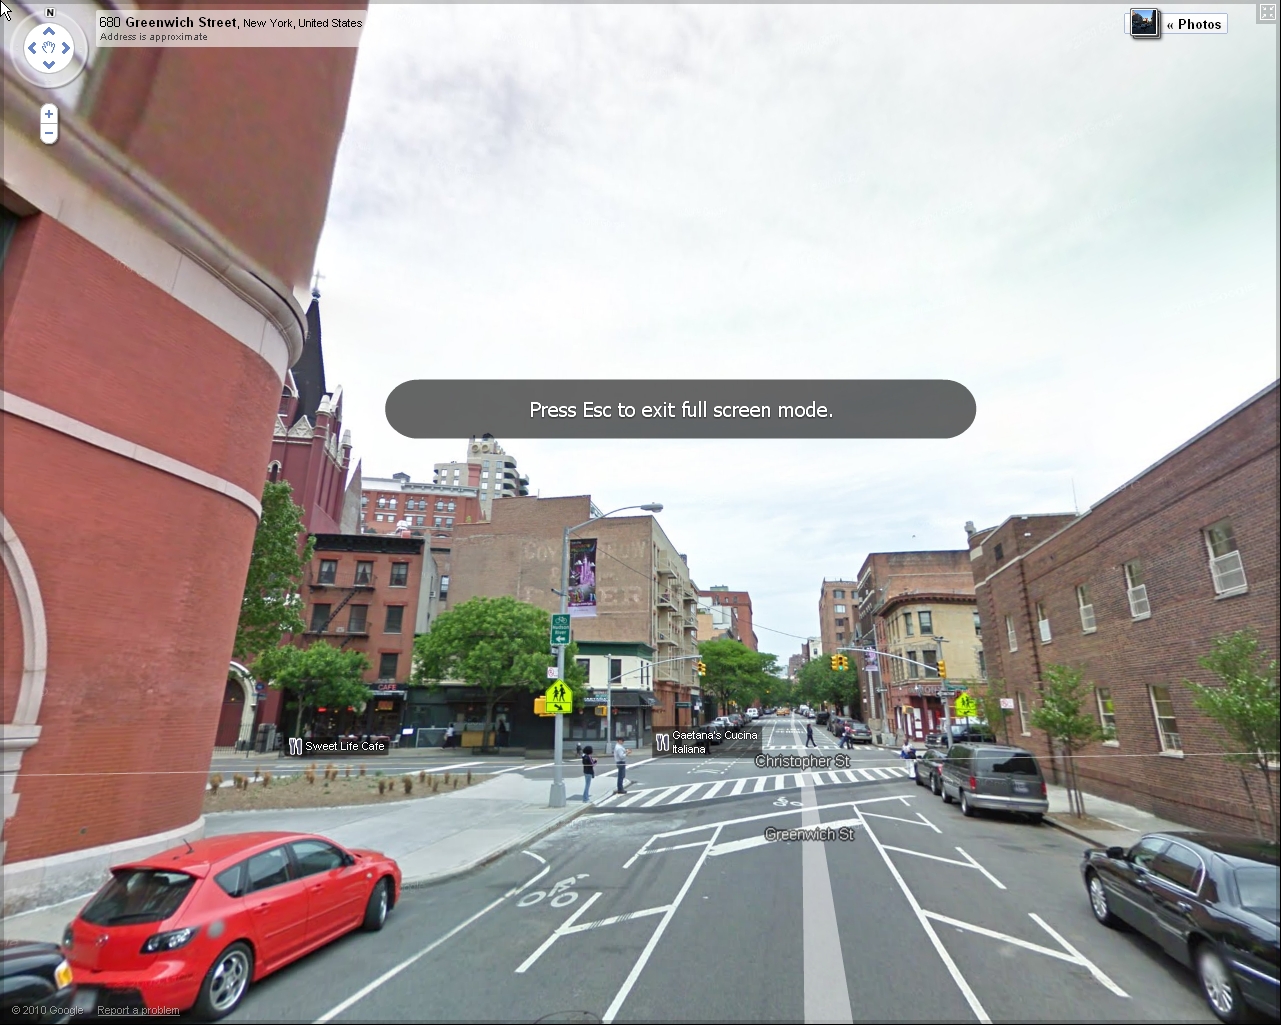 N
680 Greenwich Street, New York, United States
Address is approximate
« Photos
Press Esc to exit full screen mode.
CAFE
Sweet Life Cafe
Gaetana's Cucina
Italiana
Christopher St
Greenwich St
© 2010 Google Report a problem